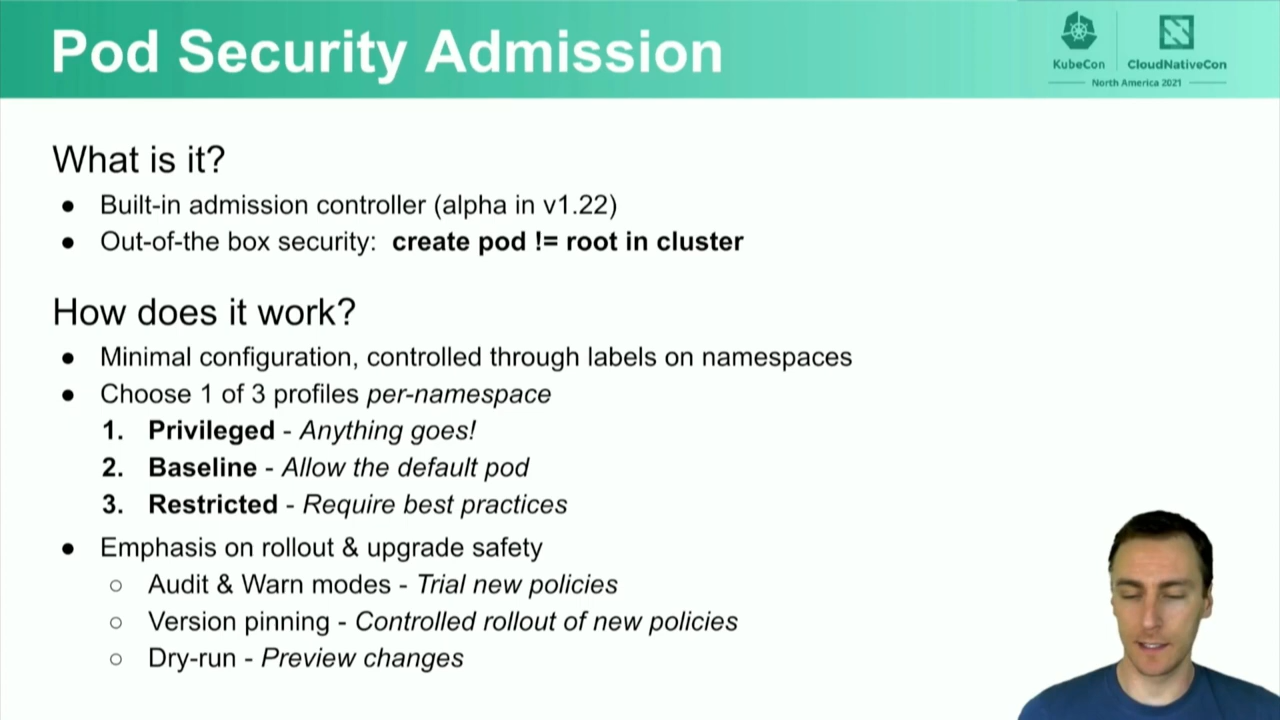 Pod Security Admission
KubeCon
CloudNativeCon
North America 2021
What is it?
● Built-in admission controller (alpha in v1.22)
● Out-of-the box security: create pod != root in cluster
How does it work?
● Minimal configuration, controlled through labels on namespaces
● Choose 1 of 3 profiles per-namespace
1. Privileged - Anything goes!
2. Baseline - Allow the default pod
3. Restricted - Require best practices
● Emphasis on rollout & upgrade safety
○ Audit & Warn modes - Trial new policies
○ Version pinning - Controlled rollout of new policies
○ Dry-run - Preview changes